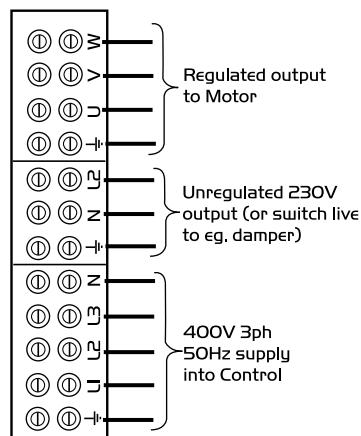 W
V
U
Regulated output
to Motor
L2
N
Unregulated 230V
output (or switch live
to eg. damper)
N
L3
L2
L1
400V 3ph
50Hz supply
into Control